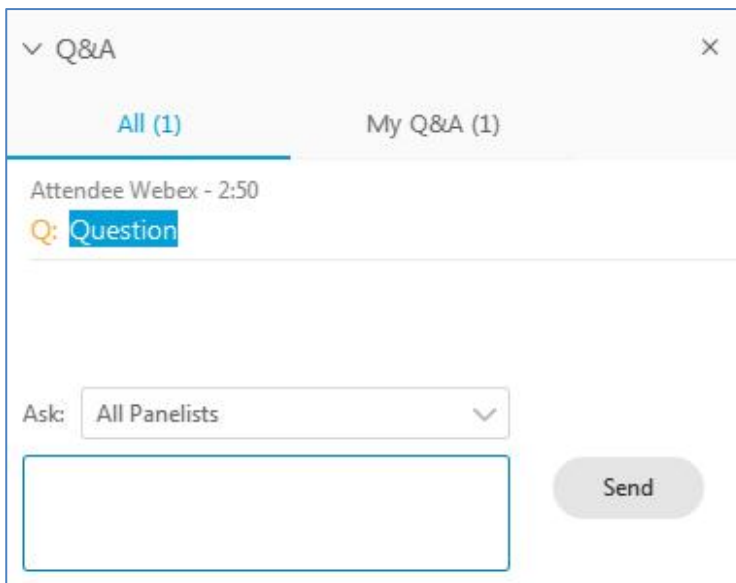 Q&A
All (1) My Q&A (1)
Attendee Webex - 2:50
Q: Question
Ask: All Panelists
Send